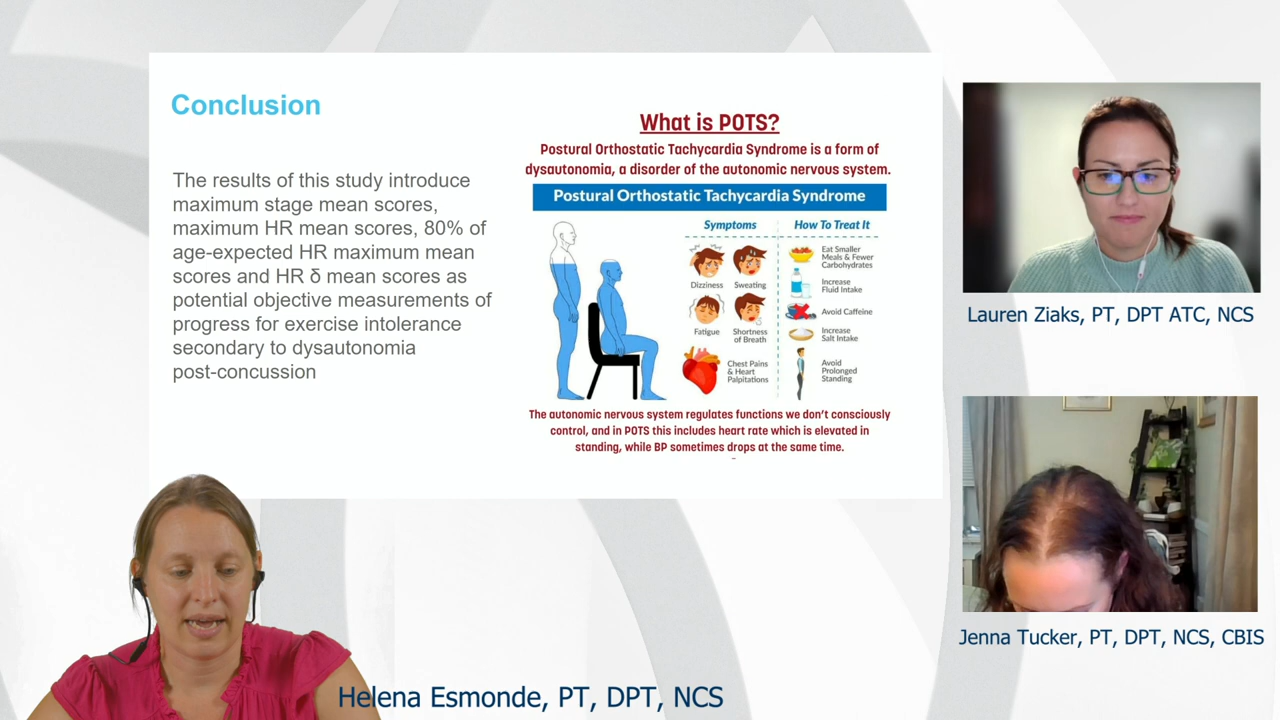 Conclusion
The results of this study introduce
maximum stage mean scores,
maximum HR mean scores, 80% of
age-expected HR maximum mean
scores and HR δ mean scores as
potential objective measurements of
progress for exercise intolerance
secondary to dysautonomia
post-concussion
What is POTS?
Postural Orthostatic Tachycardia Syndrome is a form of
dysautonomia, a disorder of the autonomic nervous system.
Postural Orthostatic Tachycardia Syndrome
Symptoms
Dizziness
Sweating
Fatigue
Shortness
of Breath
Chest Pains
& Heart
Palpitations
How To Treat It
Eat Smaller
Meals & Fewer
Carbohydrates
Increase
Fluid Intake
Avoid Caffeine
Increase
Salt Intake
Avoid
Prolonged
Standing
The autonomic nervous system regulates functions we don't consciously
control, and in POTS this includes heart rate which is elevated in
standing, while BP sometimes drops at the same time.
Lauren Ziaks, PT, DPT ATC, NCS
Jenna Tucker, PT, DPT, NCS, CBIS
Helena Esmonde, PT, DPT, NCS